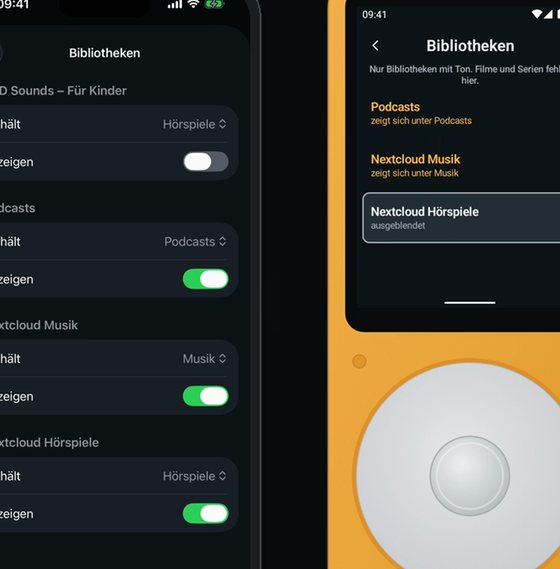 09:41
Bibliotheken
D Sounds – Für Kinder
hält
Hörspiele
zeigen
dcasts
hält
Podcasts
zeigen
xtcloud Musik
hält
Musik
zeigen
xtcloud Hörspiele
hält
Hörspiele
zeigen
09:41
Bibliotheken
Nur Bibliotheken mit Ton. Filme und Serien fehl
hier.
Podcasts
zeigt sich unter Podcasts
Nextcloud Musik
zeigt sich unter Musik
Nextcloud Hörspiele
ausgeblendet